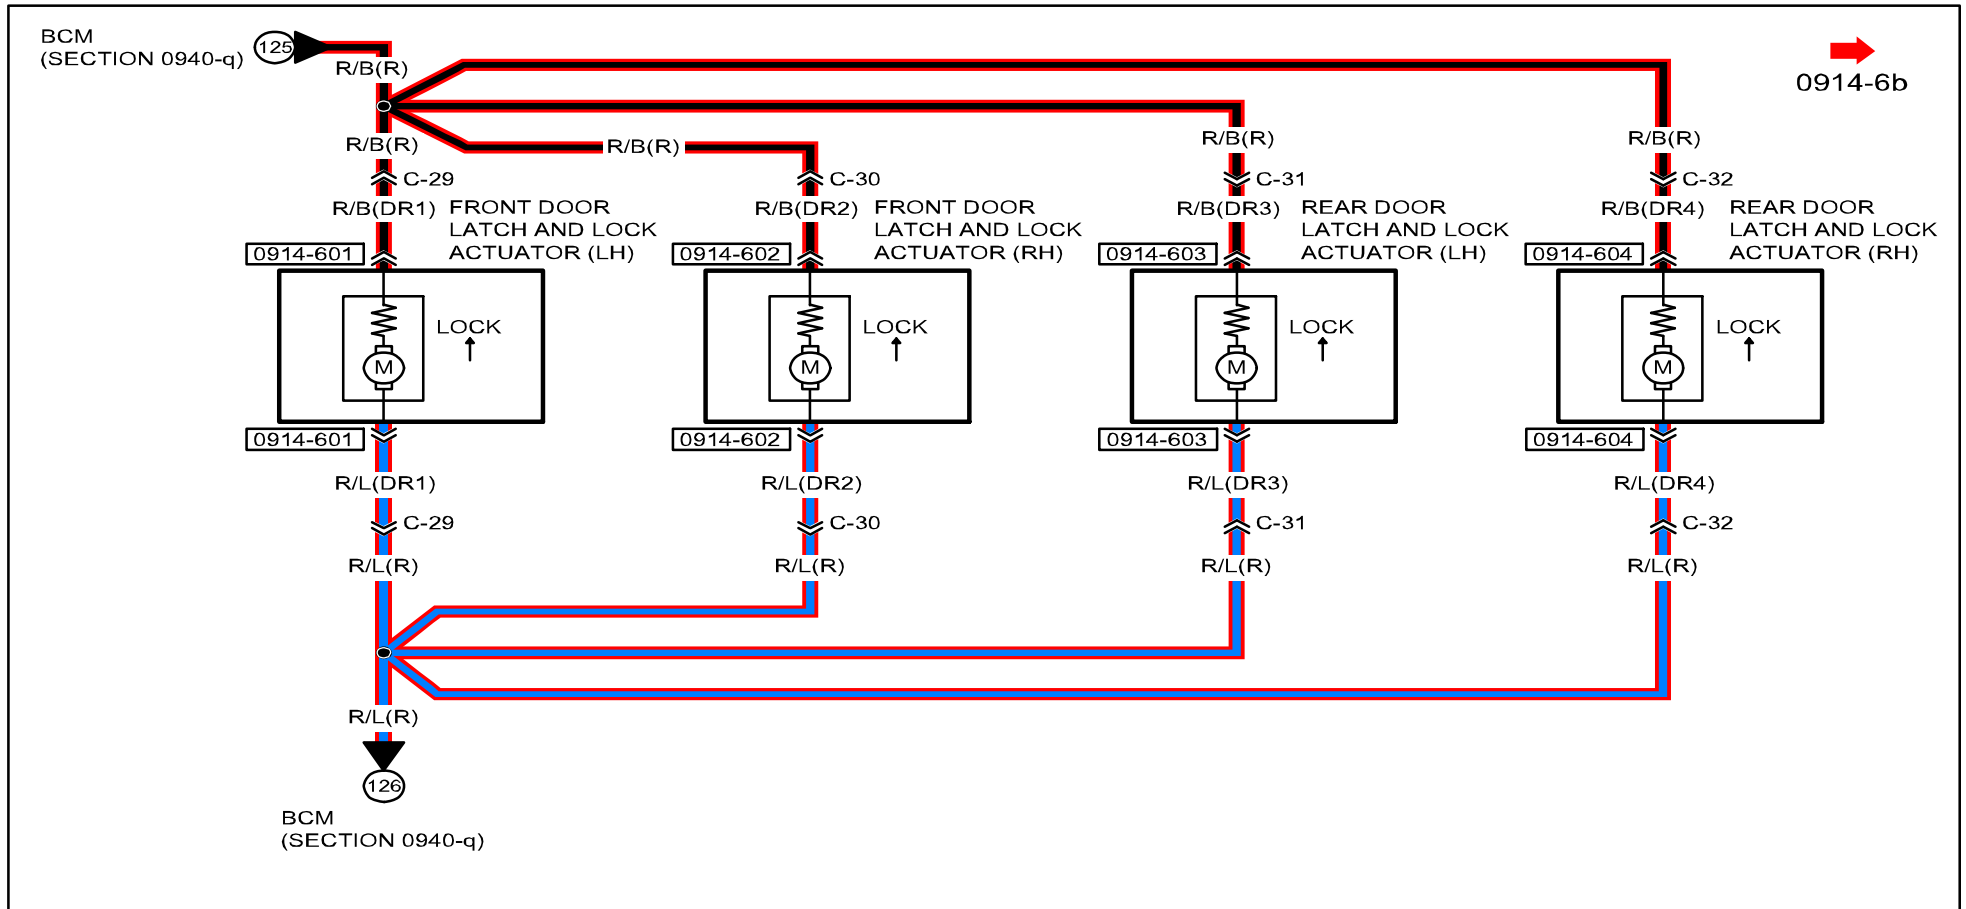 BCM
(SECTION 0940-q)
125
0914-6b
R/B(R)
R/B(R)
R/B(R)
R/B(R)
R/B(R)
C-29
C-30
C-31
C-32
R/B(DR1)
FRONT DOOR
LATCH AND LOCK
ACTUATOR (LH)
R/B(DR2)
FRONT DOOR
LATCH AND LOCK
ACTUATOR (RH)
R/B(DR3)
REAR DOOR
LATCH AND LOCK
ACTUATOR (LH)
R/B(DR4)
REAR DOOR
LATCH AND LOCK
ACTUATOR (RH)
0914-601
0914-602
0914-603
0914-604
LOCK
LOCK
LOCK
LOCK
M
M
M
M
0914-601
0914-602
0914-603
0914-604
R/L(DR1)
R/L(DR2)
R/L(DR3)
R/L(DR4)
C-29
C-30
C-31
C-32
R/L(R)
R/L(R)
R/L(R)
R/L(R)
R/L(R)
126
BCM
(SECTION 0940-q)